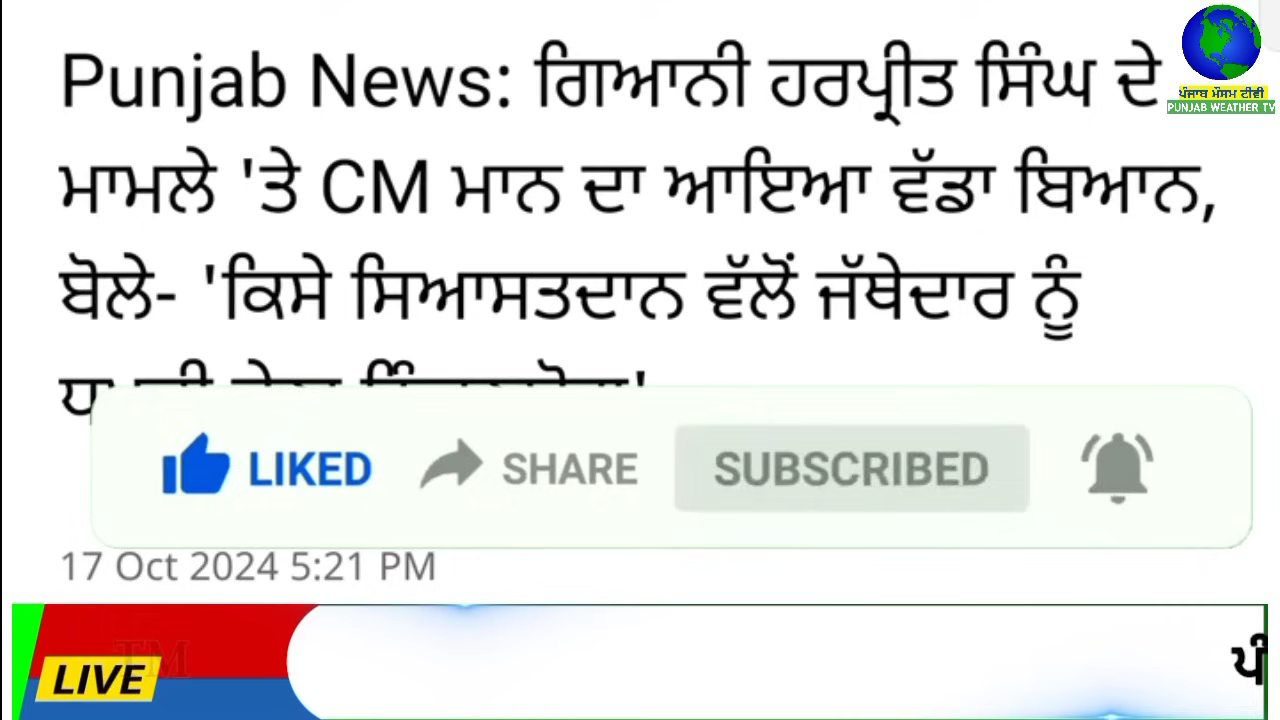 Punjab News: ਗਿਆਨੀ ਹਰਪ੍ਰੀਤ ਸਿੰਘ ਦੇ
ਮਾਮਲੇ 'ਤੇ CM ਮਾਨ ਦਾ ਆਇਆ ਵੱਡਾ ਬਿਆਨ,
ਬੋਲੇ- 'ਕਿਸੇ ਸਿਆਸਤਦਾਨ ਵੱਲੋਂ ਜੱਥੇਦਾਰ ਨੂੰ
ਪੰਜਾਬ ਮੌਸਮ ਟੀਵੀ
PUNJAB WEATHER TV
LIKED SHARE SUBSCRIBED
17 Oct 2024 5:21 PM
TM
LIVE